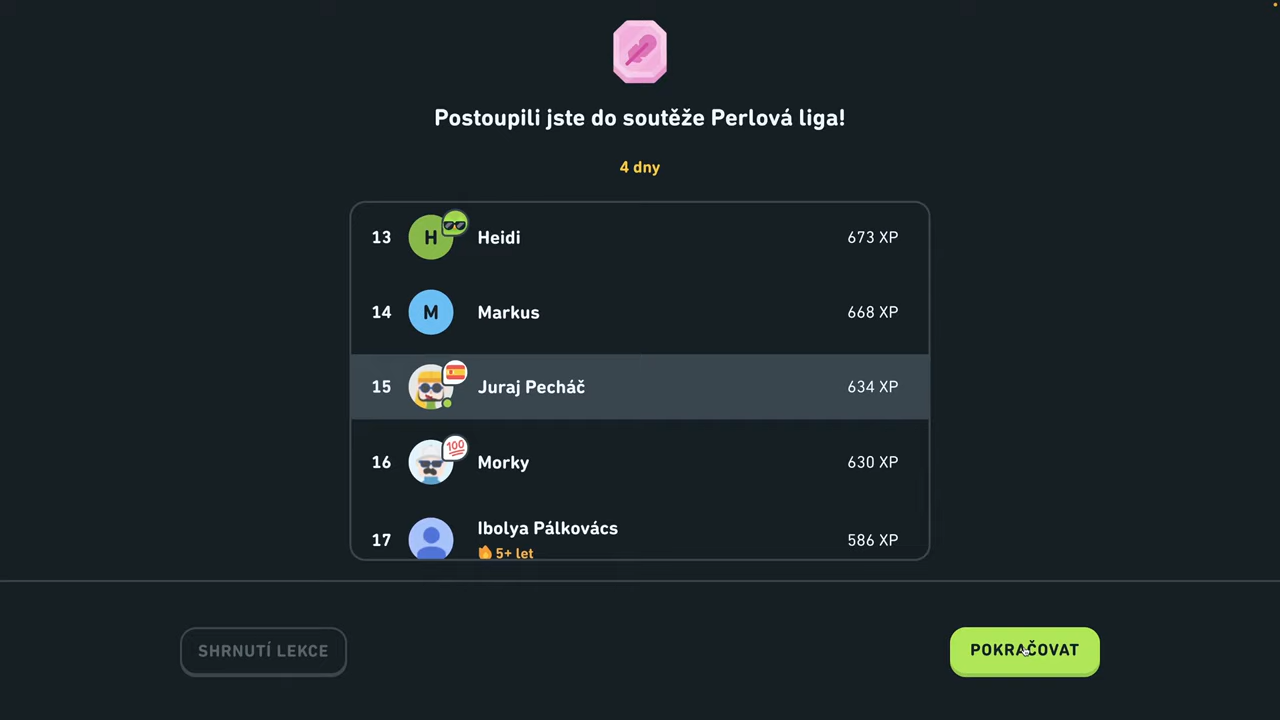 Postoupili jste do soutěže Perlová liga!
4 dny
13 H Heidi 673 XP
14 M Markus 668 XP
15 Juraj Pecháč 634 XP
16 100 Morky 630 XP
17 Ibolya Pálkovács 586 XP
5+ let
SHRNUTÍ LEKCE POKRAČOVAT